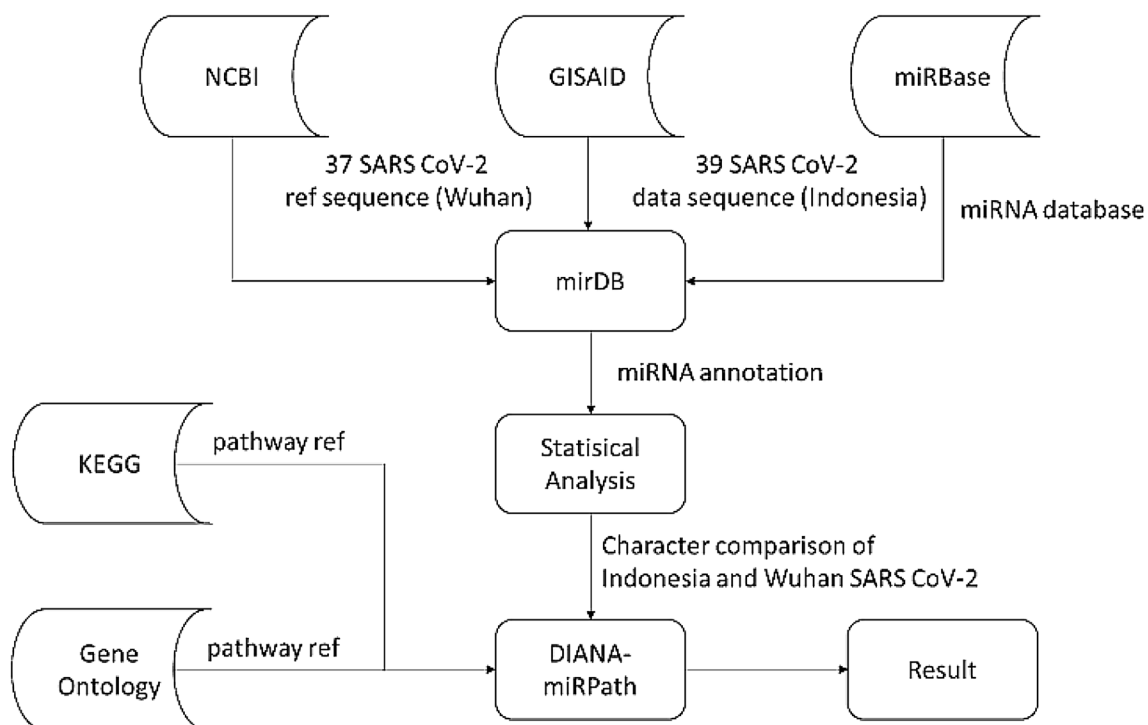 NCBI
GISAID
miRBase
37 SARS CoV-2
ref sequence (Wuhan)
39 SARS CoV-2
data sequence (Indonesia)
miRNA database
mirDB
miRNA annotation
KEGG
pathway ref
Statisical
Analysis
Character comparison of
Indonesia and Wuhan SARS CoV-2
Gene
Ontology
pathway ref
DIANA-
miRPath
Result